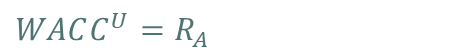 WACC^U = R_A